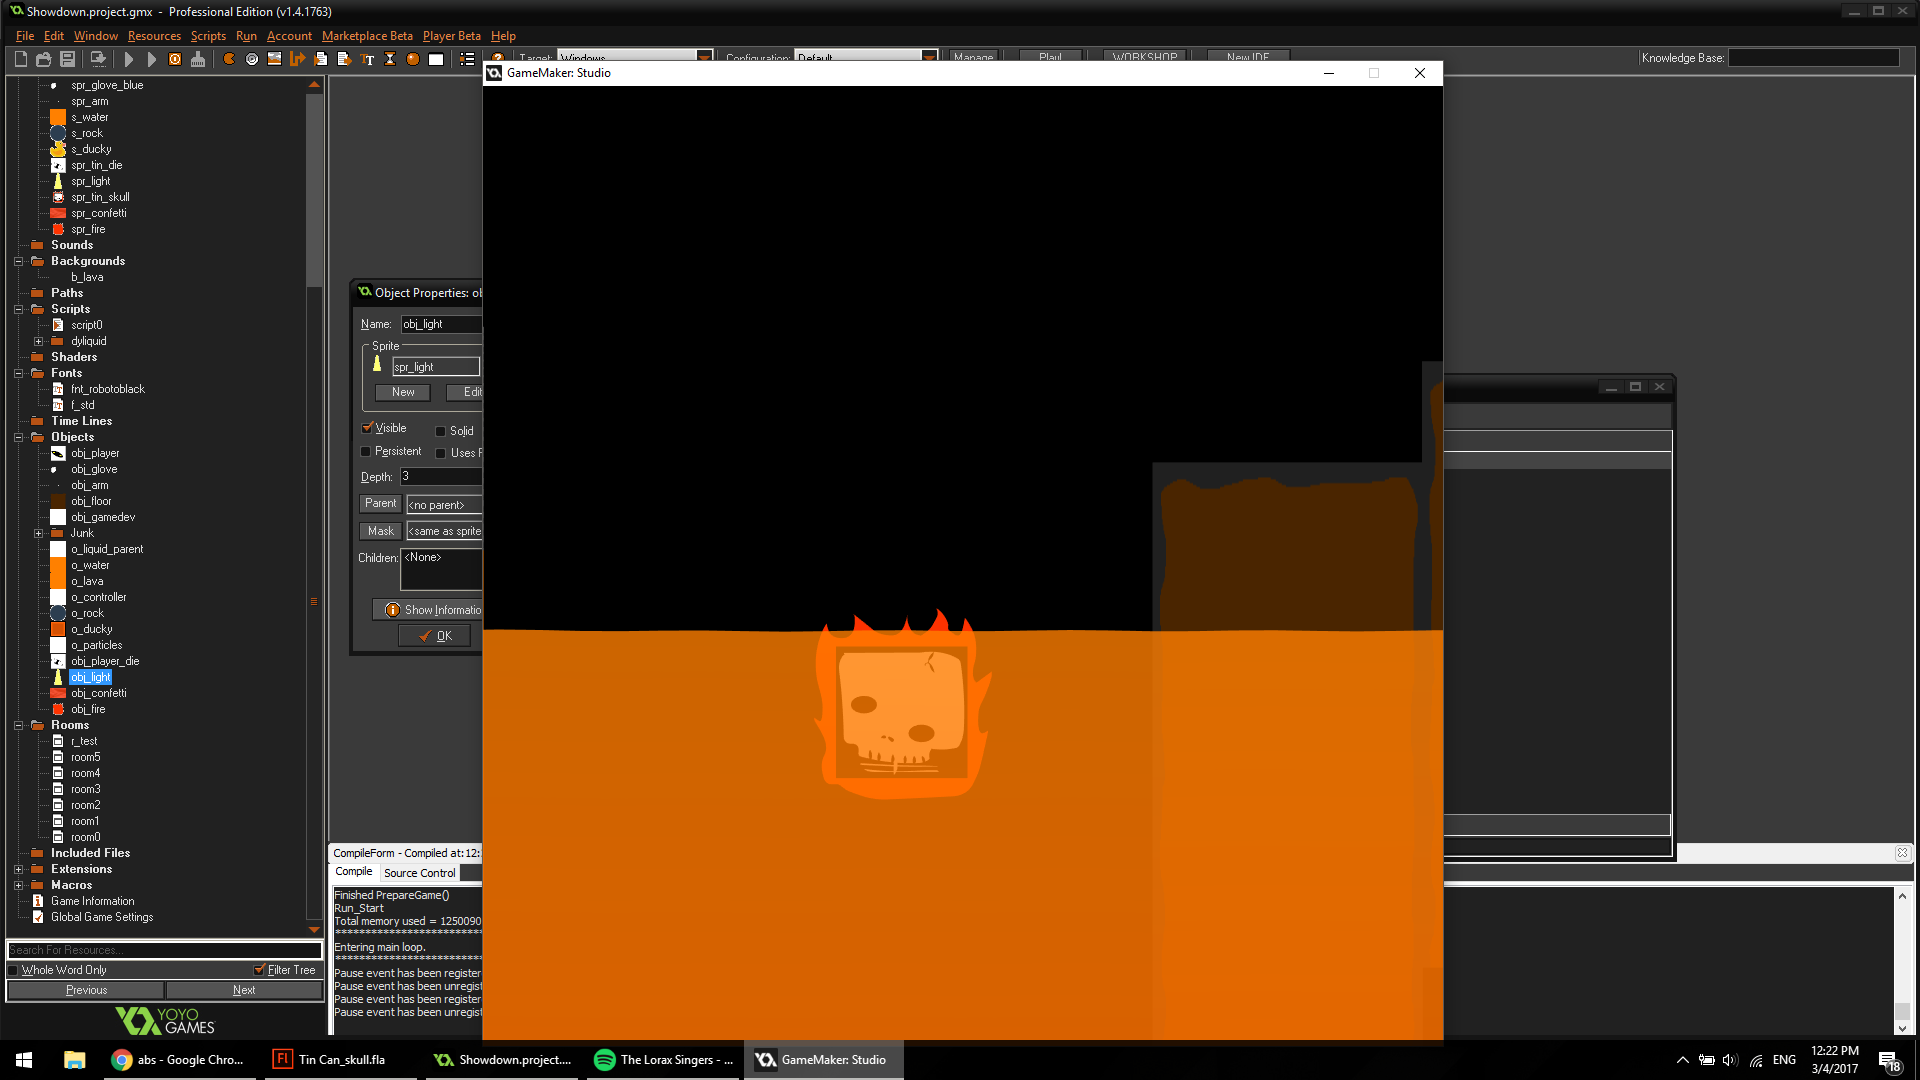 Showdown.project.gmx - Professional Edition (v1.4.1763)
File Edit Window Resources Scripts Run Account Marketplace Beta Player Beta Help
Target: Windows Configuration: Default Manage Play! WORKSHOP New IDE Knowledge Base:
GameMaker: Studio
spr_glove_blue
spr_arm
s_water
s_rock
s_ducky
spr_tin_die
spr_light
spr_tin_skull
spr_confetti
spr_fire
Sounds
Backgrounds
b_lava
Paths
Scripts
script0
dyliquid
Shaders
Fonts
fnt_robotoblack
f_std
Time Lines
Objects
obj_player
obj_glove
obj_arm
obj_floor
obj_gamedev
Junk
o_liquid_parent
o_water
o_lava
o_controller
o_rock
o_ducky
o_particles
obj_player_die
obj_light
obj_confetti
obj_fire
Rooms
r_test
room5
room4
room3
room2
room1
room0
Included Files
Extensions
Macros
Game Information
Global Game Settings
Search For Resources...
Whole Word Only Filter Tree
Previous Next
YOYO
GAMES
Object Properties: ob
Name: obj_light
Sprite
spr_light
New Edit
Visible Solid
Persistent Uses P
Depth: 3
Parent <no parent>
Mask <same as sprite
Children: <None>
Show Informatio
OK
CompileForm - Compiled at: 12:
Compile Source Control
Finished PrepareGame()
Run_Start
Total memory used = 1250090
Entering main loop.
Pause event has been register
Pause event has been unregist
Pause event has been register
Pause event has been unregist
abs - Google Chro...
Tin Can_skull.fla
Showdown.project....
The Lorax Singers - ...
GameMaker: Studio
ENG
12:22 PM
3/4/2017
18